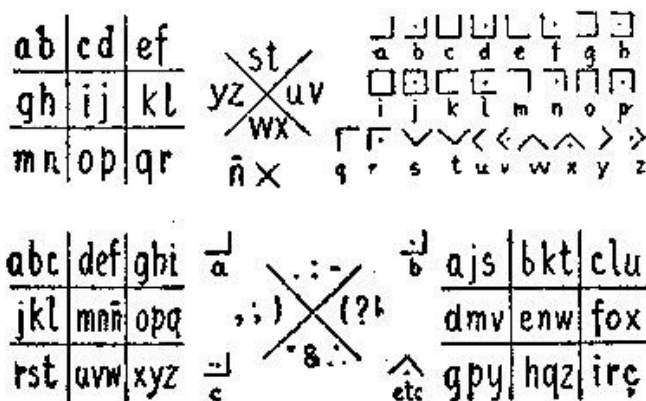 ab cd ef
gh ij kl
mn op qr
st
yz uv
wx
ñ
a b c d e f g h
i j k l m n o p
q r s t u v w x y z
abc def ghi
jkl mnñ opq
rst uvw xyz
a
c
. : -
, ; ) (?
&
b
etc
ajs bkt clu
dmv enw fox
gpy hqz irç